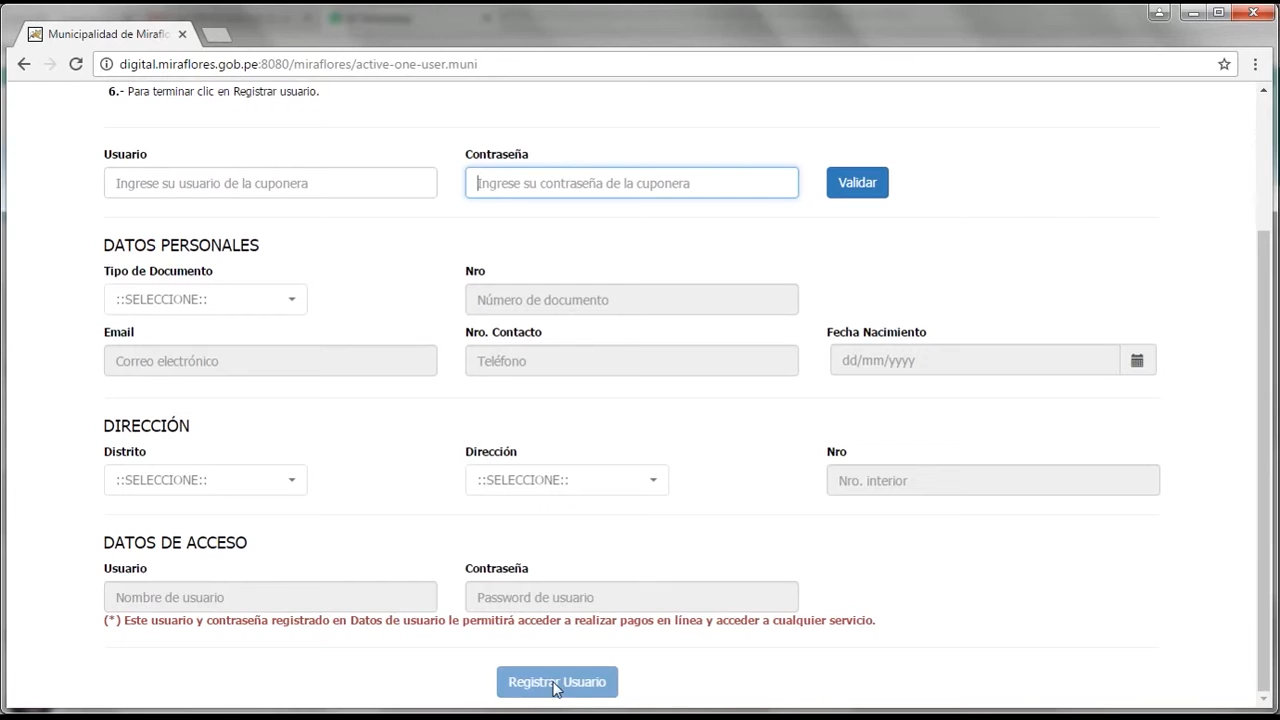 Municipalidad de Miraflo
digital.miraflores.gob.pe:8080/miraflores/active-one-user.muni
6.- Para terminar clic en Registrar usuario.
Usuario Contraseña
Ingrese su usuario de la cuponera Ingrese su contraseña de la cuponera Validar
DATOS PERSONALES
Tipo de Documento Nro
::SELECCIONE:: Número de documento
Email Nro. Contacto Fecha Nacimiento
Correo electrónico Teléfono dd/mm/yyyy
DIRECCIÓN
Distrito Dirección Nro
::SELECCIONE:: ::SELECCIONE:: Nro. interior
DATOS DE ACCESO
Usuario Contraseña
Nombre de usuario Password de usuario
(*) Este usuario y contraseña registrado en Datos de usuario le permitirá acceder a realizar pagos en línea y acceder a cualquier servicio.
Registrar Usuario